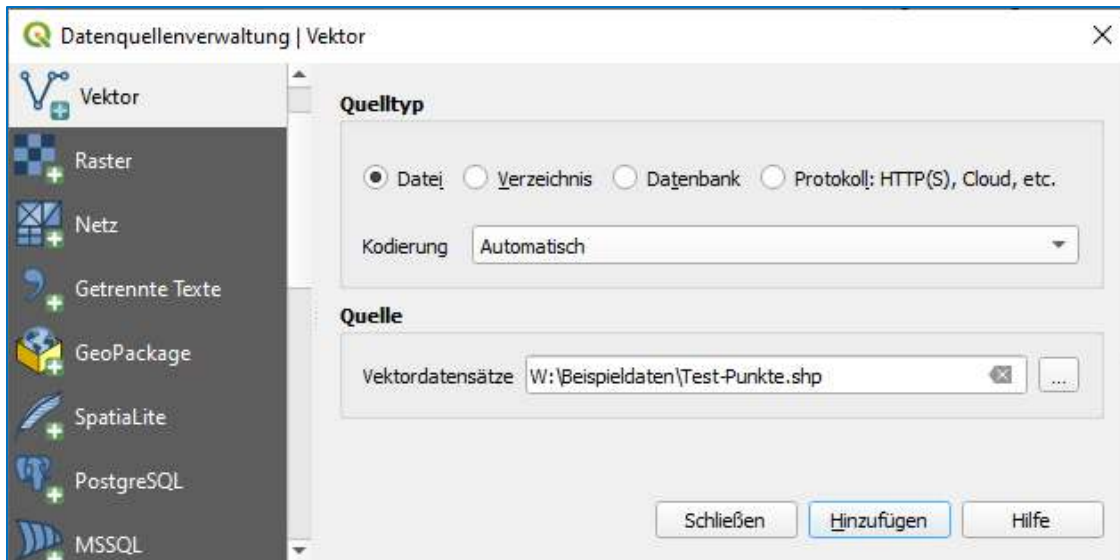 Datenquellenverwaltung | Vektor
Vektor
Raster
Netz
Getrennte Texte
GeoPackage
SpatiaLite
PostgreSQL
MSSQL
Quelltyp
Datei Verzeichnis Datenbank Protokoll: HTTP(S), Cloud, etc.
Kodierung Automatisch
Quelle
Vektordatensätze W:\Beispieldaten\Test-Punkte.shp ...
Schließen Hinzufügen Hilfe